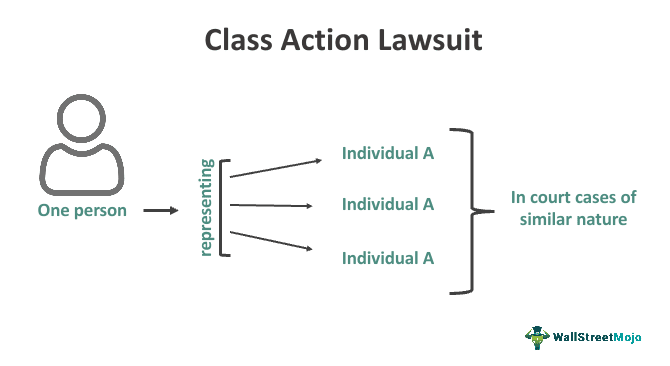 Class Action Lawsuit
One person
representing
Individual A
Individual A
Individual A
In court cases of
similar nature
WallStreetMojo